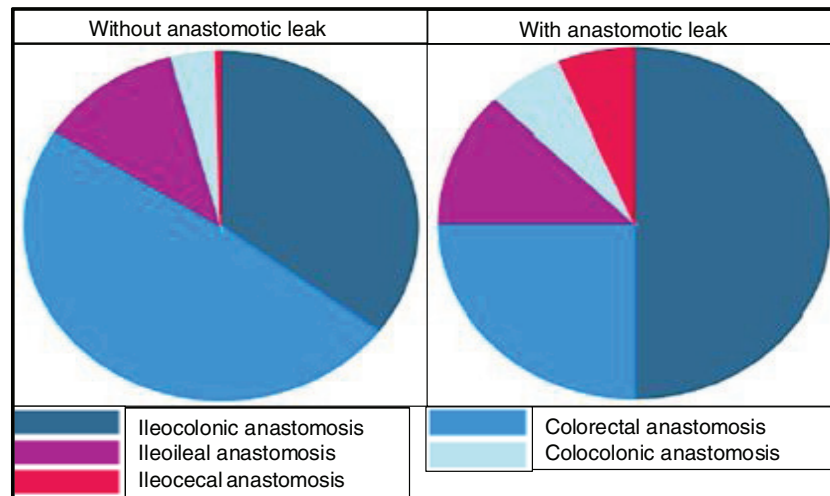 Without anastomotic leak
With anastomotic leak
Ileocolonic anastomosis
Ileoileal anastomosis
Ileocecal anastomosis
Colorectal anastomosis
Colocolonic anastomosis